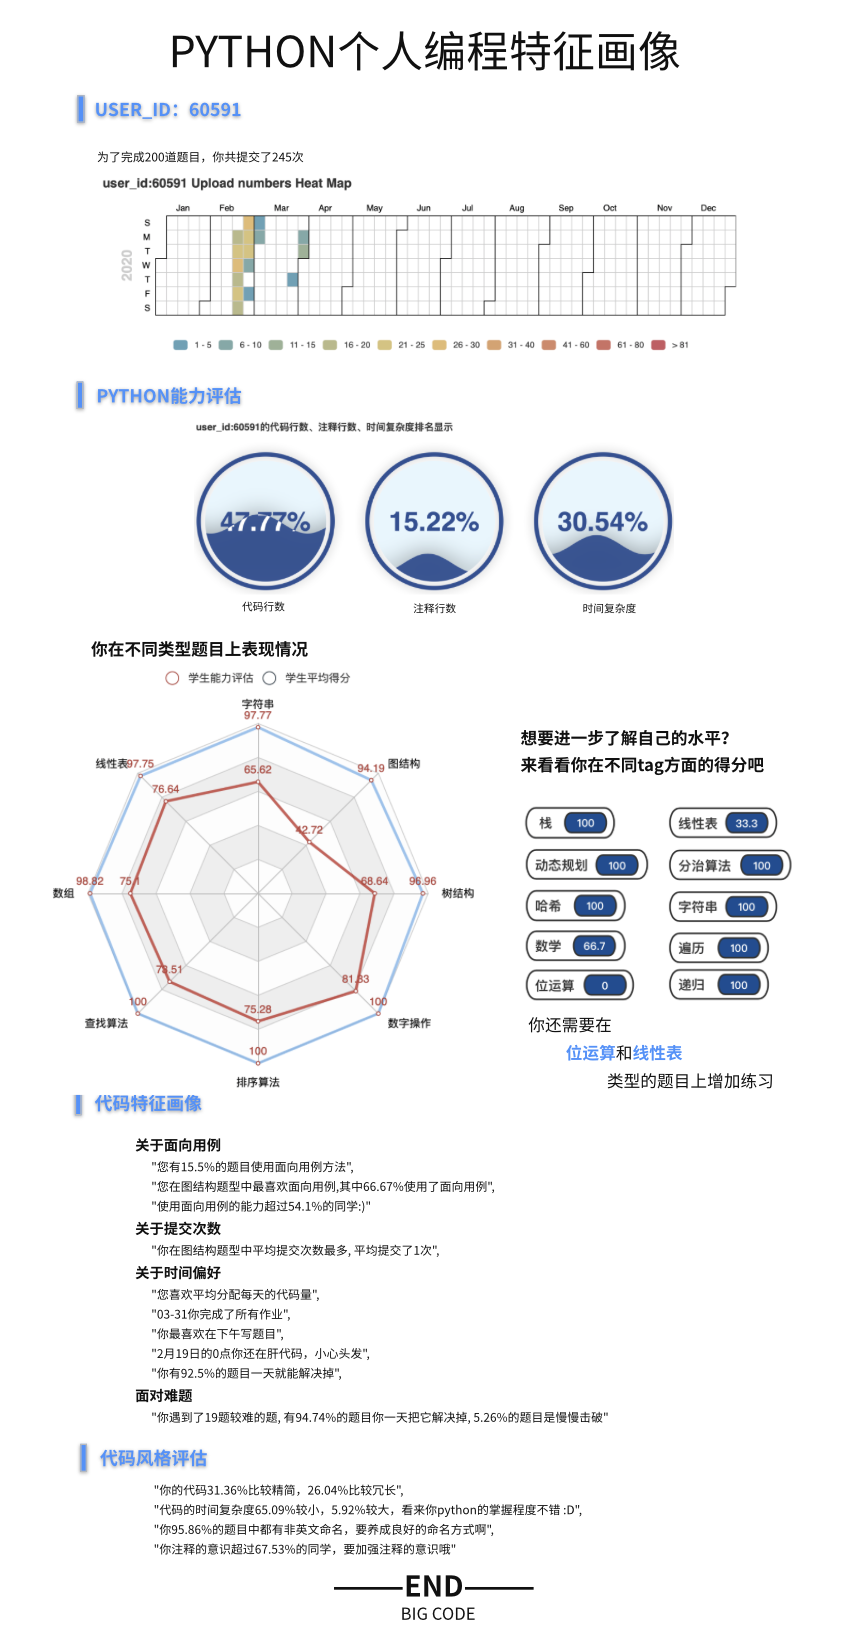 PYTHON个人编程特征画像
USER_ID：60591
为了完成200道题目，你共提交了245次
user_id:60591 Upload numbers Heat Map
Jan Feb Mar Apr May Jun Jul Aug Sep Oct Nov Dec
2020
S
M
T
W
T
F
S
1 - 5 6 - 10 11 - 15 16 - 20 21 - 25 26 - 30 31 - 40 41 - 60 61 - 80 > 81
PYTHON能力评估
user_id:60591的代码行数、注释行数、时间复杂度排名显示
47.77% 15.22% 30.54%
代码行数 注释行数 时间复杂度
你在不同类型题目上表现情况
学生能力评估 学生平均得分
字符串
97.77
线性表 97.75
94.19 图结构
65.62
76.64
42.72
数组 98.82
75.1
68.64
96.96 树结构
73.51
81.83
75.28
100
100
查找算法
数字操作
100
排序算法
想要进一步了解自己的水平？
来看看你在不同tag方面的得分吧
栈 100 线性表 33.3
动态规划 100 分治算法 100
哈希 100 字符串 100
数学 66.7 遍历 100
位运算 0 递归 100
你还需要在
位运算和线性表
类型的题目上增加练习
代码特征画像
关于面向用例
"您有15.5%的题目使用面向用例方法",
"您在图结构题型中最喜欢面向用例,其中66.67%使用了面向用例",
"使用面向用例的能力超过54.1%的同学:)"
关于提交次数
"你在图结构题型中平均提交次数最多, 平均提交了1次",
关于时间偏好
"您喜欢平均分配每天的代码量",
"03-31你完成了所有作业",
"你最喜欢在下午写题目",
"2月19日的0点你还在肝代码，小心头发",
"你有92.5%的题目一天就能解决掉",
面对难题
"你遇到了19题较难的题, 有94.74%的题目你一天把它解决掉, 5.26%的题目是慢慢击破"
代码风格评估
"你的代码31.36%比较精简，26.04%比较冗长",
"代码的时间复杂度65.09%较小，5.92%较大，看来你python的掌握程度不错 :D",
"你95.86%的题目中都有非英文命名，要养成良好的命名方式啊",
"你注释的意识超过67.53%的同学，要加强注释的意识哦"
END
BIG CODE